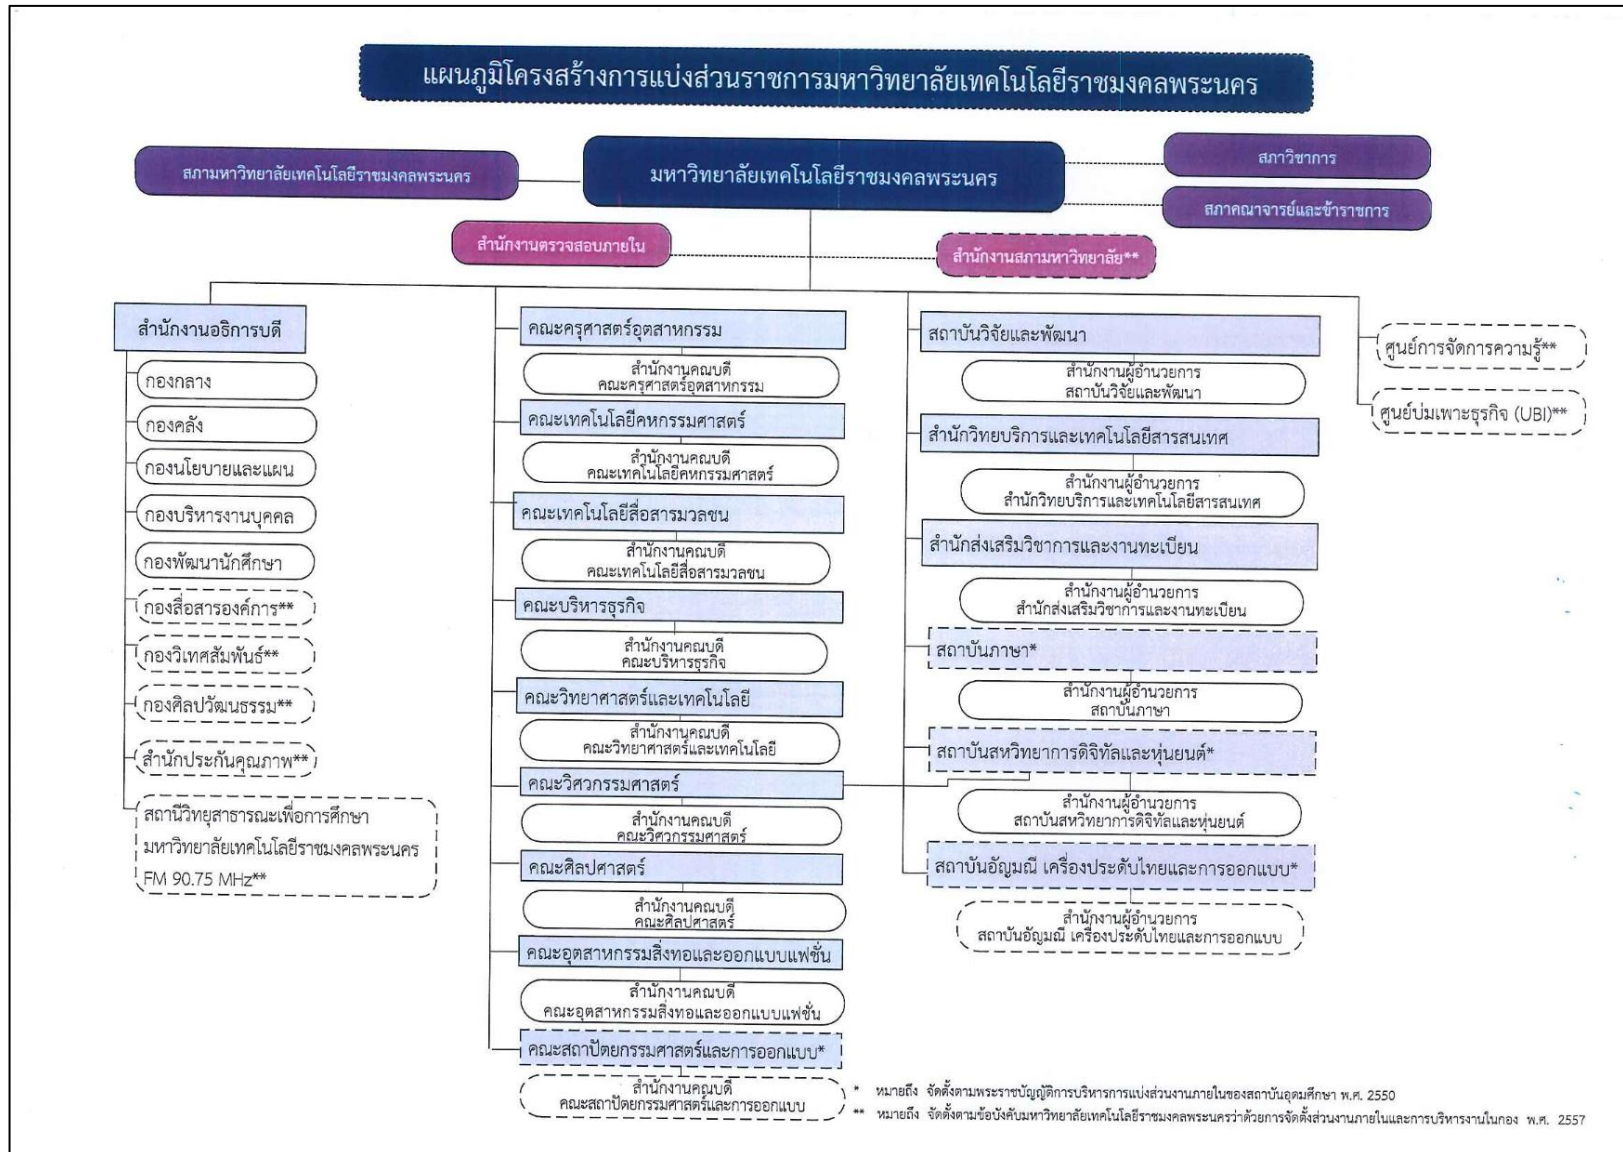 แผนภูมิโครงสร้างการแบ่งส่วนราชการมหาวิทยาลัยเทคโนโลยีราชมงคลพระนคร
สภามหาวิทยาลัยเทคโนโลยีราชมงคลพระนคร
มหาวิทยาลัยเทคโนโลยีราชมงคลพระนคร
สภาวิชาการ
สภาคณาจารย์และข้าราชการ
สำนักงานตรวจสอบภายใน
สำนักงานสภามหาวิทยาลัย**
สำนักงานอธิการบดี
กองกลาง
กองคลัง
กองนโยบายและแผน
กองบริหารงานบุคคล
กองพัฒนานักศึกษา
กองสื่อสารองค์การ**
กองวิเทศสัมพันธ์**
กองศิลปวัฒนธรรม**
สำนักประกันคุณภาพ**
สถานีวิทยุสาธารณะเพื่อการศึกษา
มหาวิทยาลัยเทคโนโลยีราชมงคลพระนคร
FM 90.75 MHz**
คณะครุศาสตร์อุตสาหกรรม
สำนักงานคณบดี
คณะครุศาสตร์อุตสาหกรรม
คณะเทคโนโลยีคหกรรมศาสตร์
สำนักงานคณบดี
คณะเทคโนโลยีคหกรรมศาสตร์
คณะเทคโนโลยีสื่อสารมวลชน
สำนักงานคณบดี
คณะเทคโนโลยีสื่อสารมวลชน
คณะบริหารธุรกิจ
สำนักงานคณบดี
คณะบริหารธุรกิจ
คณะวิทยาศาสตร์และเทคโนโลยี
สำนักงานคณบดี
คณะวิทยาศาสตร์และเทคโนโลยี
คณะวิศวกรรมศาสตร์
สำนักงานคณบดี
คณะวิศวกรรมศาสตร์
คณะศิลปศาสตร์
สำนักงานคณบดี
คณะศิลปศาสตร์
คณะอุตสาหกรรมสิ่งทอและออกแบบแฟชั่น
สำนักงานคณบดี
คณะอุตสาหกรรมสิ่งทอและออกแบบแฟชั่น
คณะสถาปัตยกรรมศาสตร์และการออกแบบ*
สำนักงานคณบดี
คณะสถาปัตยกรรมศาสตร์และการออกแบบ
สถาบันวิจัยและพัฒนา
สำนักงานผู้อำนวยการ
สถาบันวิจัยและพัฒนา
สำนักวิทยบริการและเทคโนโลยีสารสนเทศ
สำนักงานผู้อำนวยการ
สำนักวิทยบริการและเทคโนโลยีสารสนเทศ
สำนักส่งเสริมวิชาการและงานทะเบียน
สำนักงานผู้อำนวยการ
สำนักส่งเสริมวิชาการและงานทะเบียน
สถาบันภาษา*
สำนักงานผู้อำนวยการ
สถาบันภาษา
สถาบันสหวิทยาการดิจิทัลและหุ่นยนต์*
สำนักงานผู้อำนวยการ
สถาบันสหวิทยาการดิจิทัลและหุ่นยนต์
สถาบันอัญมณี เครื่องประดับไทยและการออกแบบ*
สำนักงานผู้อำนวยการ
สถาบันอัญมณี เครื่องประดับไทยและการออกแบบ
ศูนย์การจัดการความรู้**
ศูนย์บ่มเพาะธุรกิจ (UBI)**
* หมายถึง จัดตั้งตามพระราชบัญญัติการบริหารการแบ่งส่วนงานภายในของสถาบันอุดมศึกษา พ.ศ. 2550
** หมายถึง จัดตั้งตามข้อบังคับมหาวิทยาลัยเทคโนโลยีราชมงคลพระนครว่าด้วยการจัดตั้งส่วนงานภายในและการบริหารงานในกอง พ.ศ. 2557